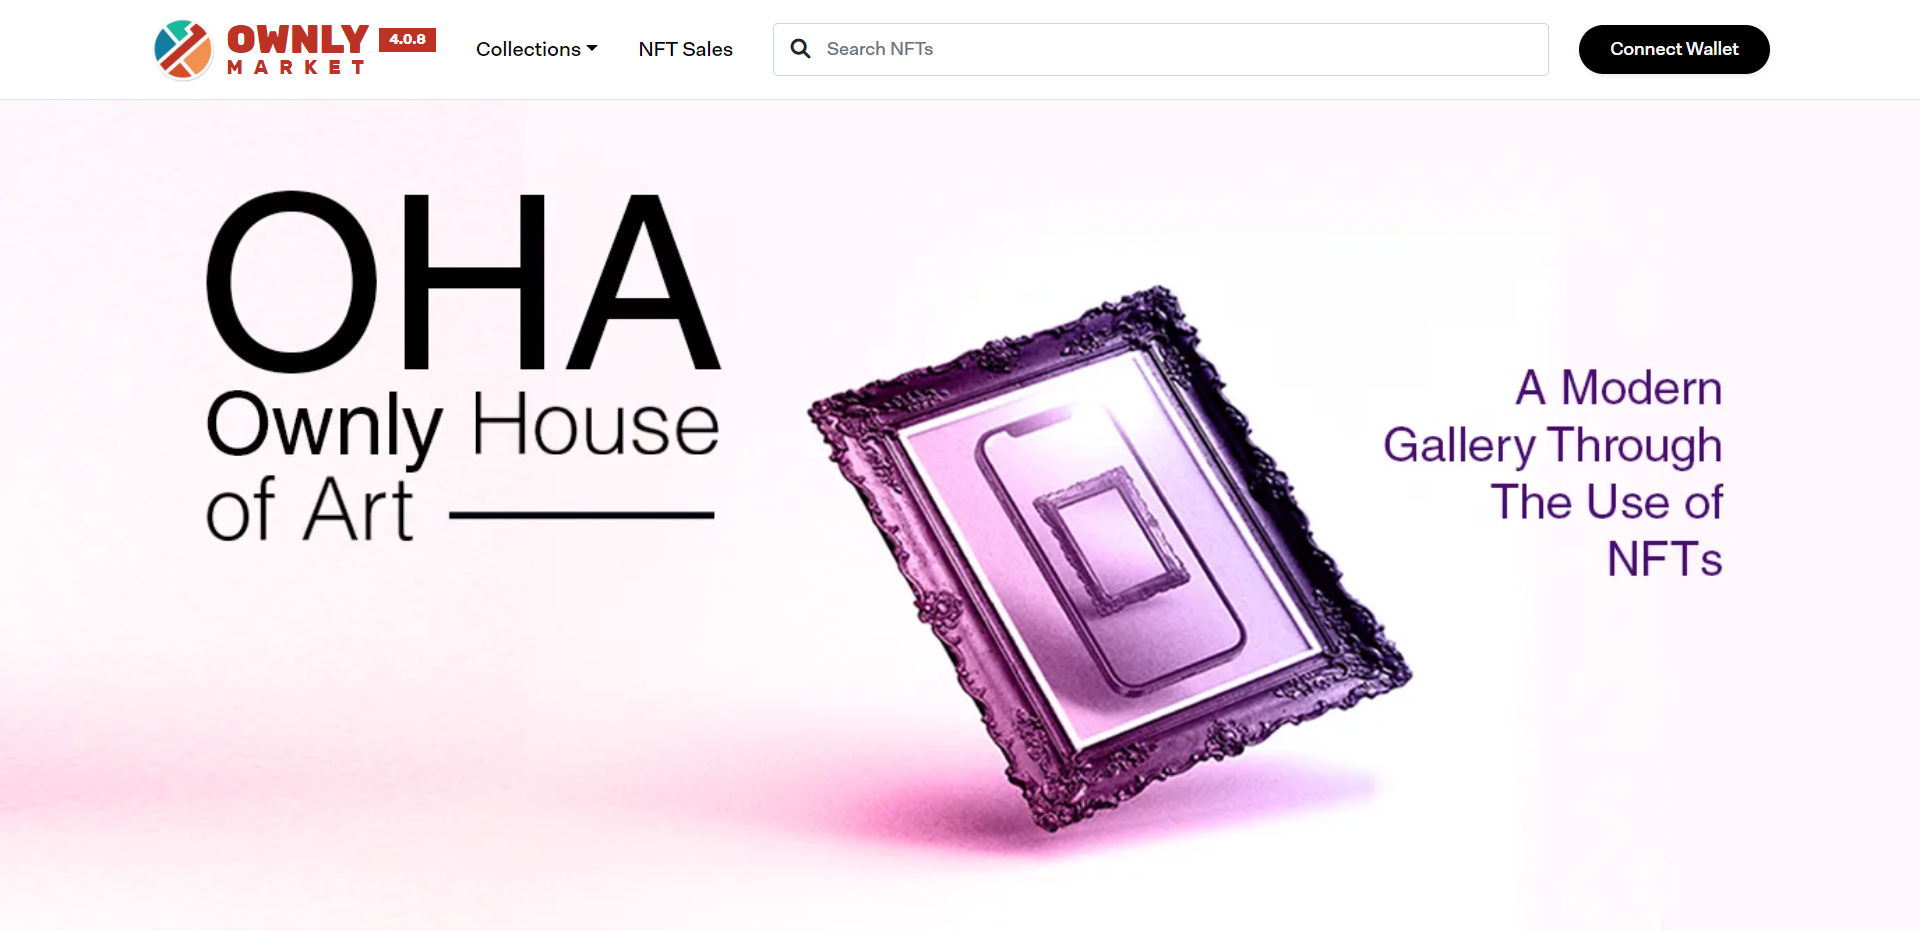 OWNLY 4.0.8
MARKET
Collections
NFT Sales
Search NFTs
Connect Wallet
OHA
Ownly House
of Art
A Modern
Gallery Through
The Use of
NFTs